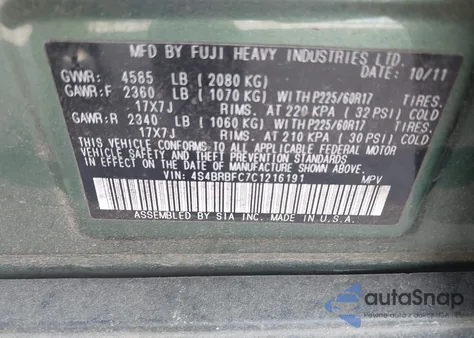 MFD BY FUJI HEAVY INDUSTRIES LTD.
DATE: 10/11
GVWR: 4585 LB (2080 KG)
GAWR:F 2360 LB (1070 KG) WITH P225/60R17 TIRES,
17X7J RIMS, AT 220 KPA ( 32 PSI) COLD
GAWR:R 2340 LB (1060 KG) WITH P225/60R17 TIRES,
17X7J RIMS, AT 210 KPA ( 30 PSI) COLD
THIS VEHICLE CONFORMS TO ALL APPLICABLE FEDERAL MOTOR VEHICLE
SAFETY STANDARDS IN EFFECT ON THE DATE OF MANUFACTURE SHOWN ABOVE.
VIN: 4S4BRBFC7C1216191 MPV
ASSEMBLED BY SIA INC. MADE IN U.S.A.
autoSnap